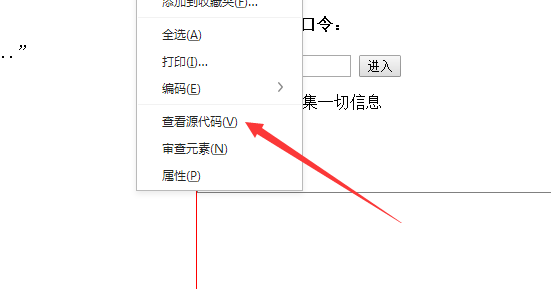 添加到收藏夹(F)...
口令：
..”
全选(A)
打印(I)...
进入
编码(E)
集一切信息
查看源代码(V)
审查元素(N)
属性(P)